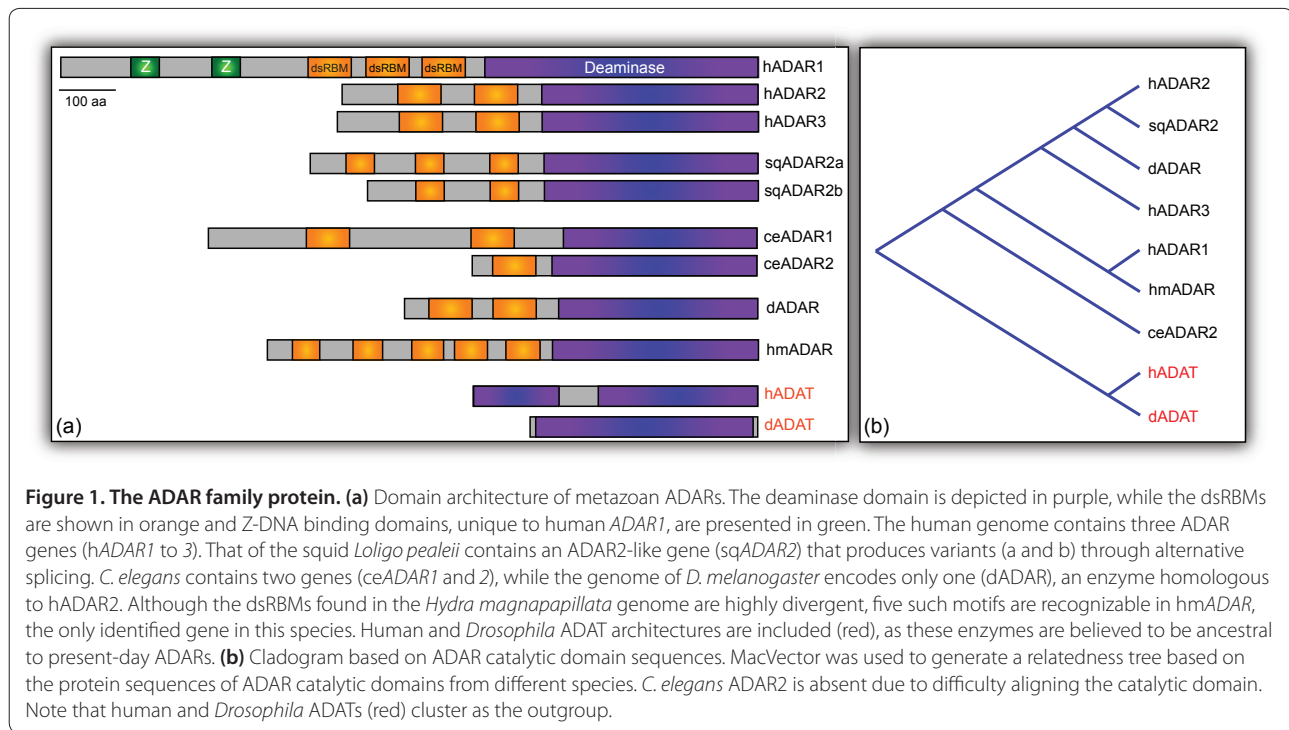 Z
Z
dsRBM
dsRBM
dsRBM
Deaminase
hADAR1
100 aa
hADAR2
hADAR3
sqADAR2a
sqADAR2b
ceADAR1
ceADAR2
dADAR
hmADAR
hADAT
dADAT
(a)
hADAR2
sqADAR2
dADAR
hADAR3
hADAR1
hmADAR
ceADAR2
hADAT
dADAT
(b)
Figure 1. The ADAR family protein. (a) Domain architecture of metazoan ADARs. The deaminase domain is depicted in purple, while the dsRBMs
are shown in orange and Z-DNA binding domains, unique to human ADAR1, are presented in green. The human genome contains three ADAR
genes (hADAR1 to 3). That of the squid Loligo pealeii contains an ADAR2-like gene (sqADAR2) that produces variants (a and b) through alternative
splicing. C. elegans contains two genes (ceADAR1 and 2), while the genome of D. melanogaster encodes only one (dADAR), an enzyme homologous
to hADAR2. Although the dsRBMs found in the Hydra magnapapillata genome are highly divergent, five such motifs are recognizable in hmADAR,
the only identified gene in this species. Human and Drosophila ADAT architectures are included (red), as these enzymes are believed to be ancestral
to present-day ADARs. (b) Cladogram based on ADAR catalytic domain sequences. MacVector was used to generate a relatedness tree based on
the protein sequences of ADAR catalytic domains from different species. C. elegans ADAR2 is absent due to difficulty aligning the catalytic domain.
Note that human and Drosophila ADATs (red) cluster as the outgroup.